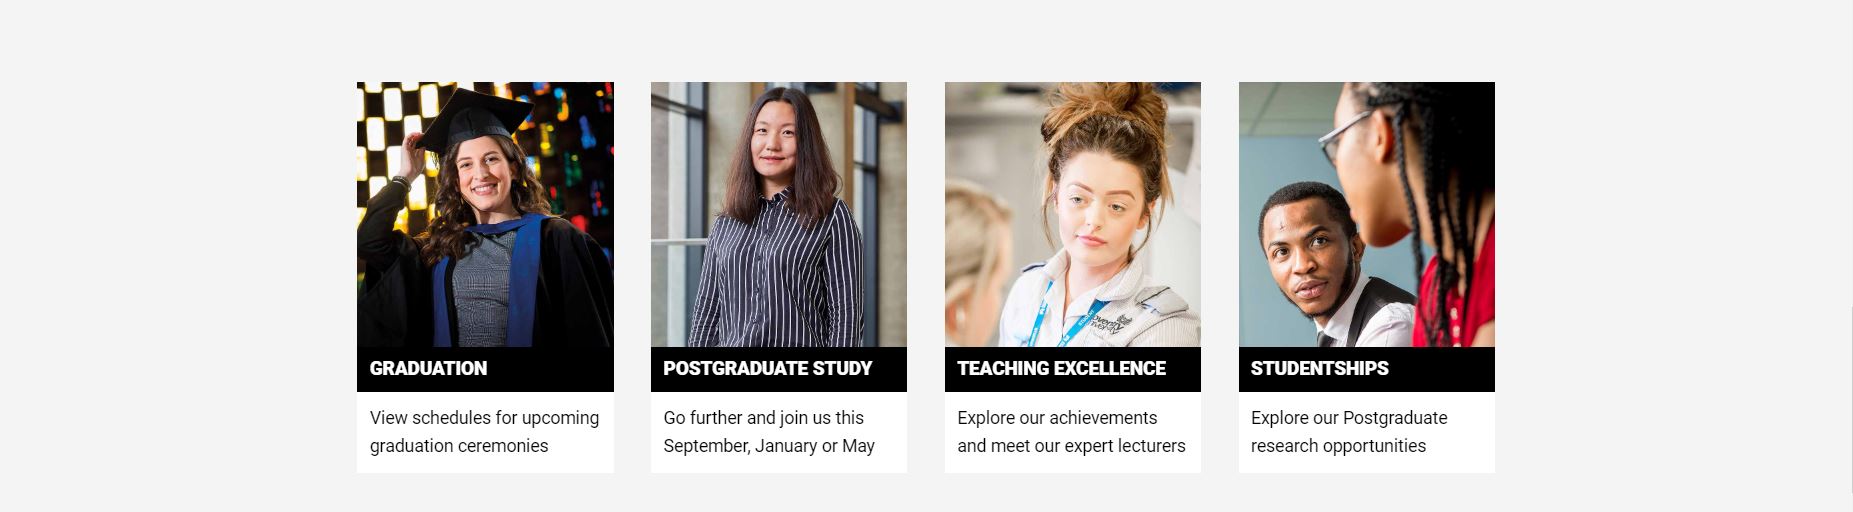 GRADUATION
View schedules for upcoming
graduation ceremonies
POSTGRADUATE STUDY
Go further and join us this
September, January or May
TEACHING EXCELLENCE
Explore our achievements
and meet our expert lecturers
STUDENTSHIPS
Explore our Postgraduate
research opportunities